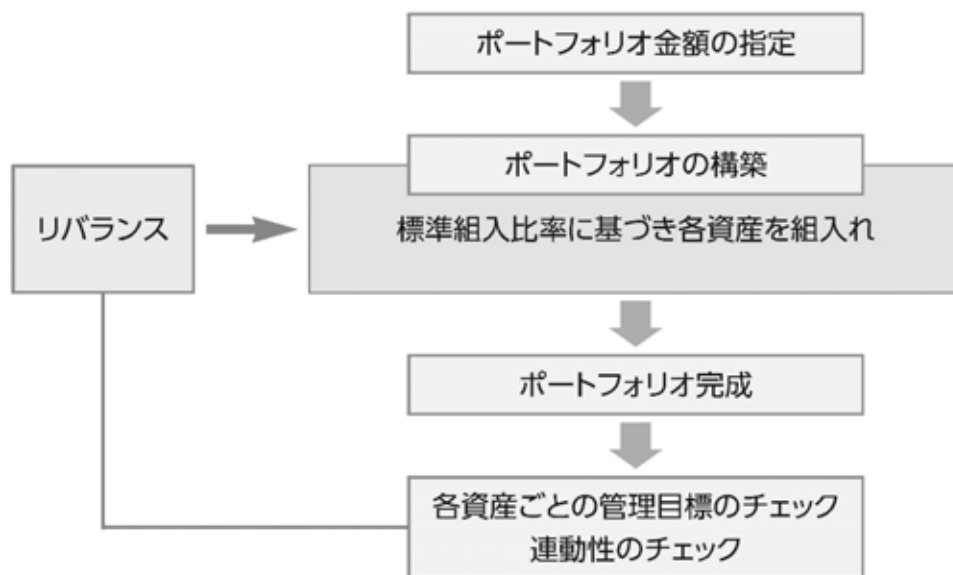 ポートフォリオ金額の指定
ポートフォリオの構築
リバランス
標準組入比率に基づき各資産を組入れ
ポートフォリオ完成
各資産ごとの管理目標のチェック
連動性のチェック